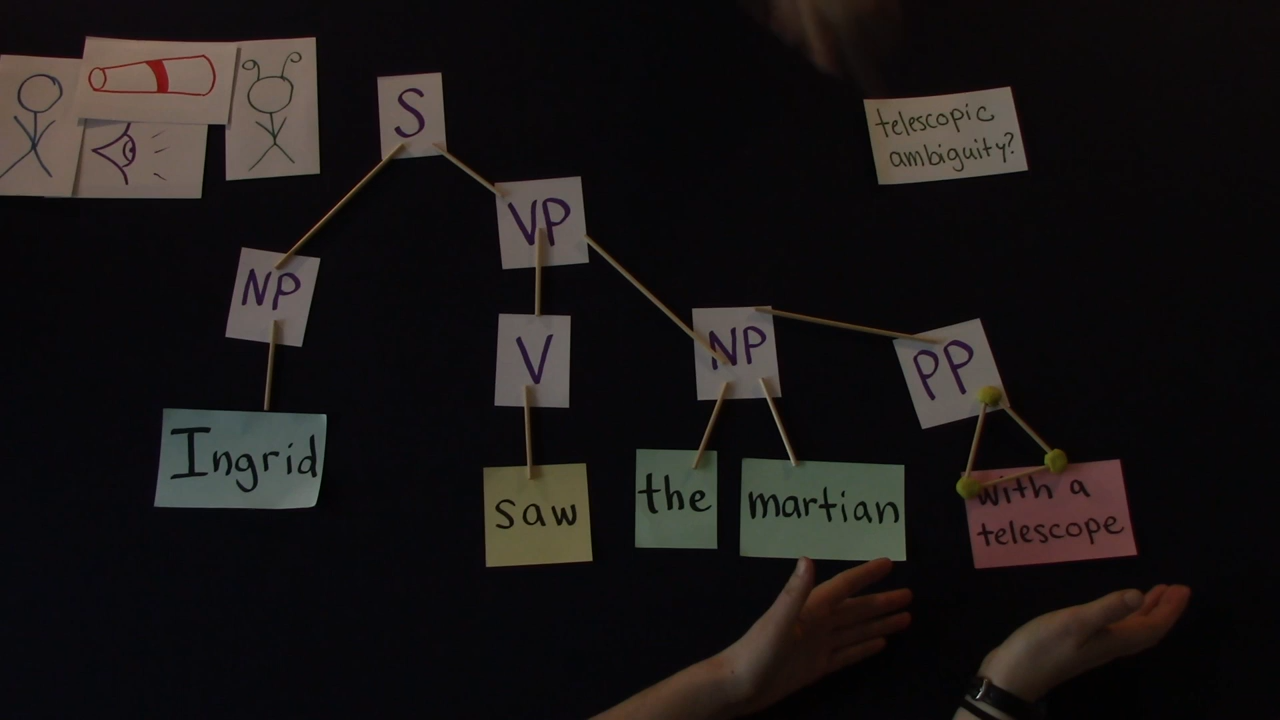 S
telescopic
ambiguity?
VP
NP
V
NP
PP
Ingrid
saw
the
martian
with a
telescope